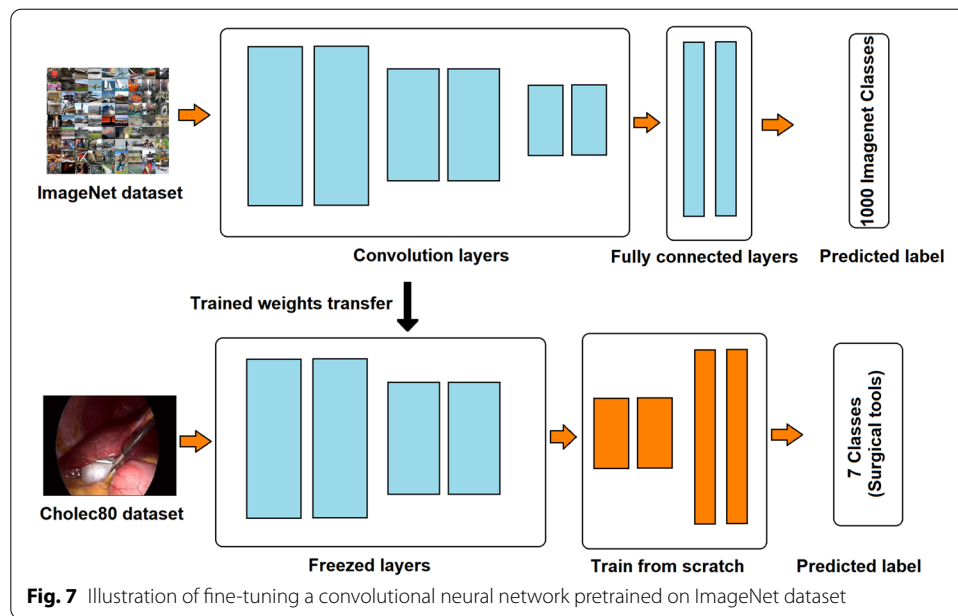 ImageNet dataset
Convolution layers
Fully connected layers
1000 Imagenet Classes
Predicted label
Trained weights transfer
Cholec80 dataset
Freezed layers
Train from scratch
7 Classes
(Surgical tools)
Predicted label
Fig. 7 Illustration of fine-tuning a convolutional neural network pretrained on ImageNet dataset